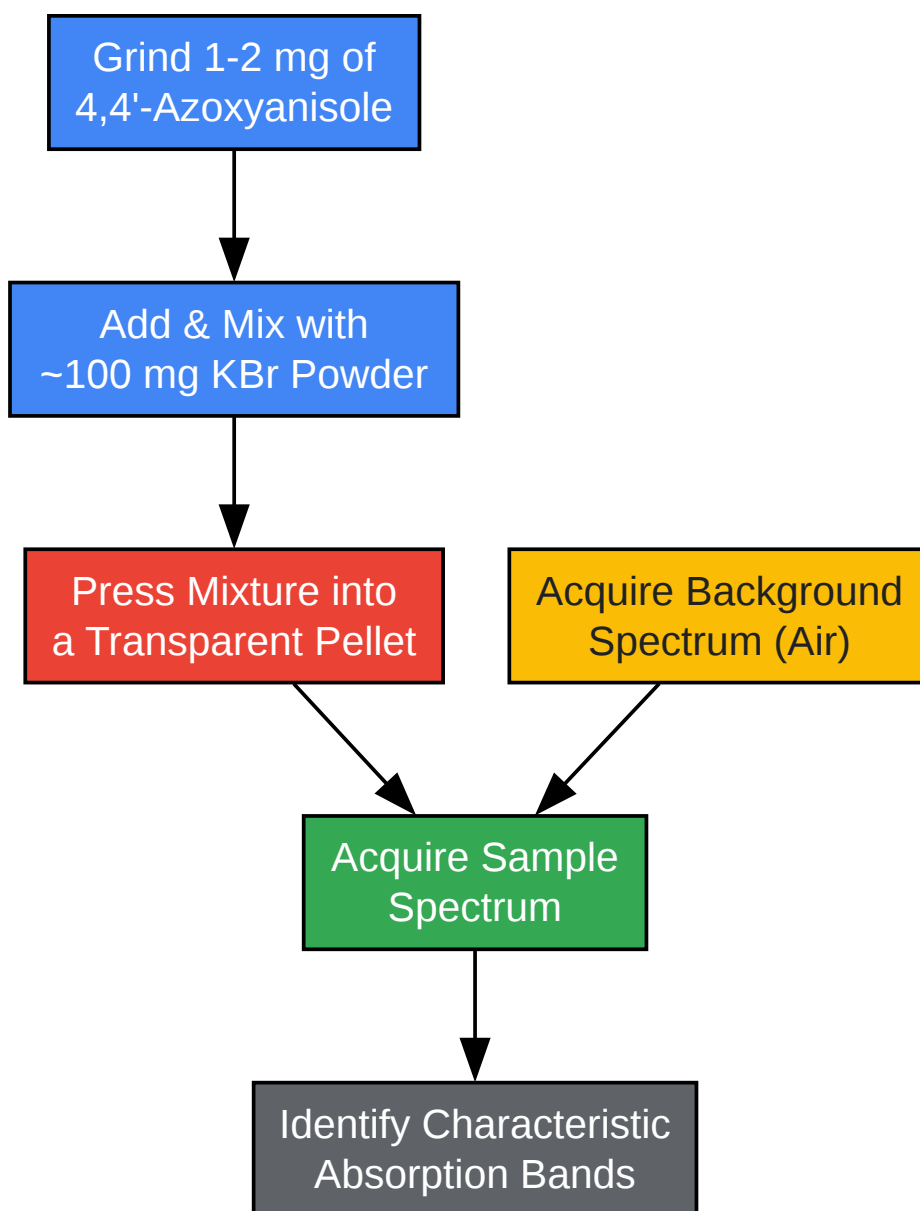 Grind 1-2 mg of
4,4'-Azoxyanisole
Add & Mix with
~100 mg KBr Powder
Press Mixture into
a Transparent Pellet
Acquire Background
Spectrum (Air)
Acquire Sample
Spectrum
Identify Characteristic
Absorption Bands